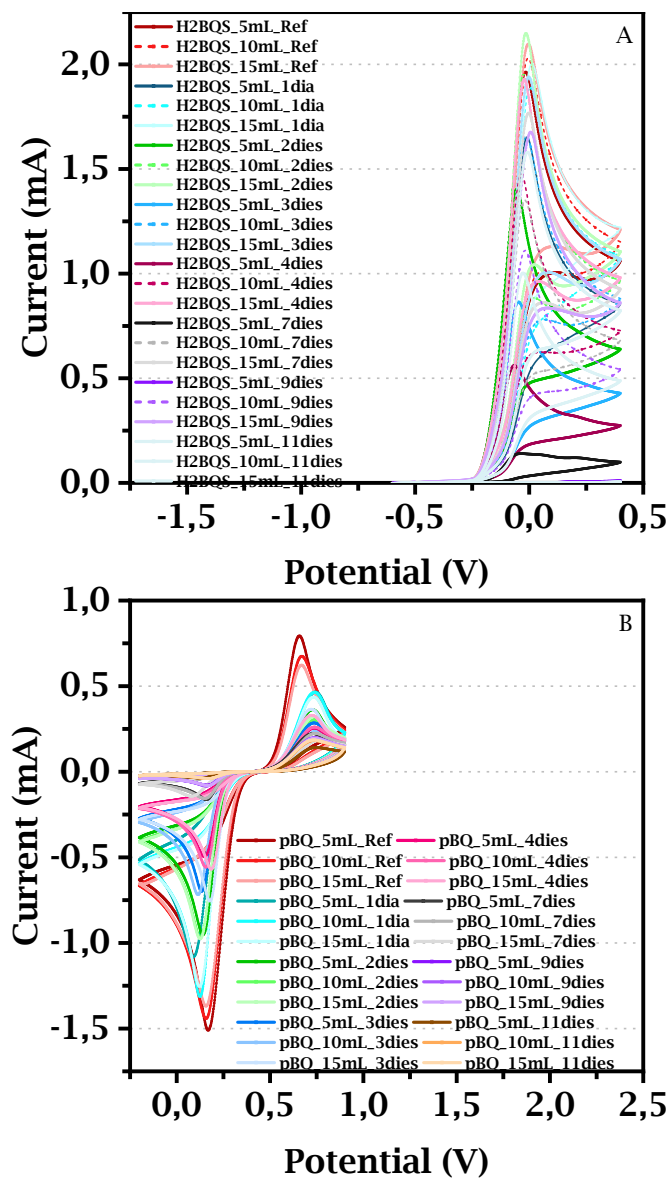 A
H2BQS_5mL_Ref
H2BQS_10mL_Ref
H2BQS_15mL_Ref
H2BQS_5mL_1dia
H2BQS_10mL_1dia
H2BQS_15mL_1dia
H2BQS_5mL_2dies
H2BQS_10mL_2dies
H2BQS_15mL_2dies
H2BQS_5mL_3dies
H2BQS_10mL_3dies
H2BQS_15mL_3dies
H2BQS_5mL_4dies
H2BQS_10mL_4dies
H2BQS_15mL_4dies
H2BQS_5mL_7dies
H2BQS_10mL_7dies
H2BQS_15mL_7dies
H2BQS_5mL_9dies
H2BQS_10mL_9dies
H2BQS_15mL_9dies
H2BQS_5mL_11dies
H2BQS_10mL_11dies
H2BQS_15mL_11dies
Current (mA)
2,0
1,5
1,0
0,5
0,0
-1,5 -1,0 -0,5 0,0 0,5
Potential (V)
B
Current (mA)
1,0
0,5
0,0
-0,5
-1,0
-1,5
pBQ_5mL_Ref pBQ_5mL_4dies
pBQ_10mL_Ref pBQ_10mL_4dies
pBQ_15mL_Ref pBQ_15mL_4dies
pBQ_5mL_1dia pBQ_5mL_7dies
pBQ_10mL_1dia pBQ_10mL_7dies
pBQ_15mL_1dia pBQ_15mL_7dies
pBQ_5mL_2dies pBQ_5mL_9dies
pBQ_10mL_2dies pBQ_10mL_9dies
pBQ_15mL_2dies pBQ_15mL_9dies
pBQ_5mL_3dies pBQ_5mL_11dies
pBQ_10mL_3dies pBQ_10mL_11dies
pBQ_15mL_3dies pBQ_15mL_11dies
0,0 0,5 1,0 1,5 2,0 2,5
Potential (V)